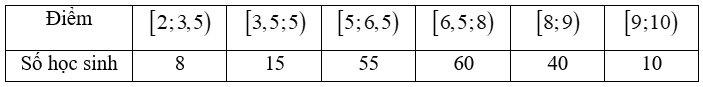 Điểm [2;3,5) [3,5;5) [5;6,5) [6,5;8) [8;9) [9;10)
Số học sinh 8 15 55 60 40 10